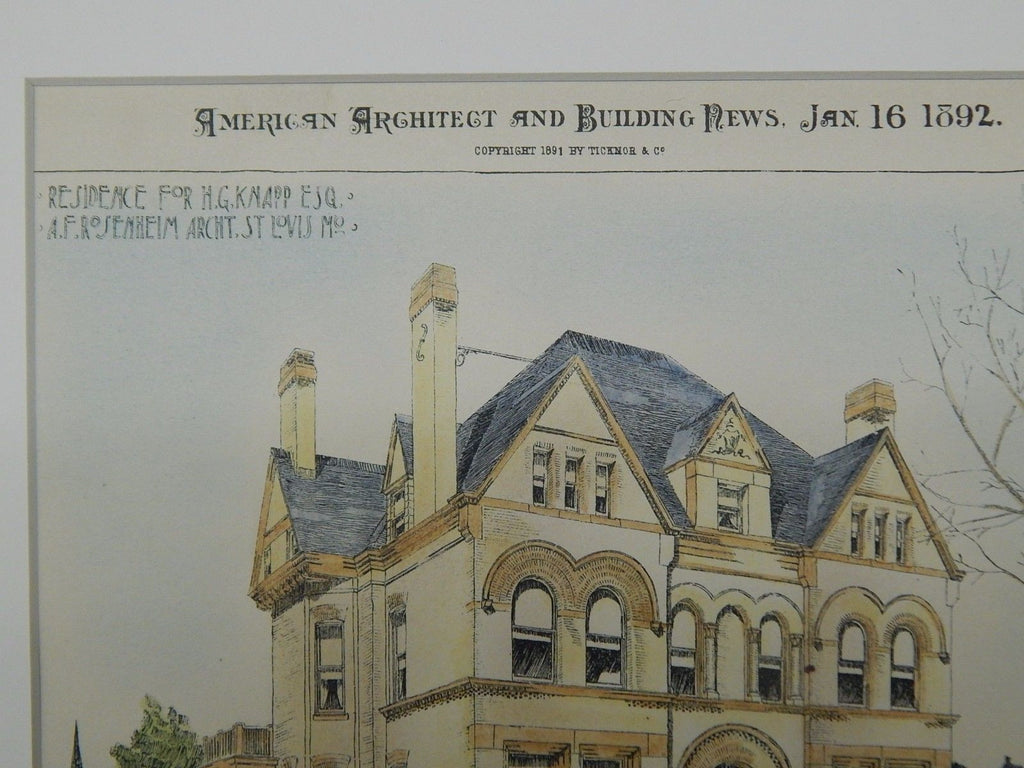 AMERICAN ARCHITECT AND BUILDING NEWS, JAN. 16 1892.
COPYRIGHT 1891 BY TICKNOR & Co
RESIDENCE FOR H.G. KNAPP ESQ.
A.F. ROSENHEIM ARCHT. ST LOUIS MO